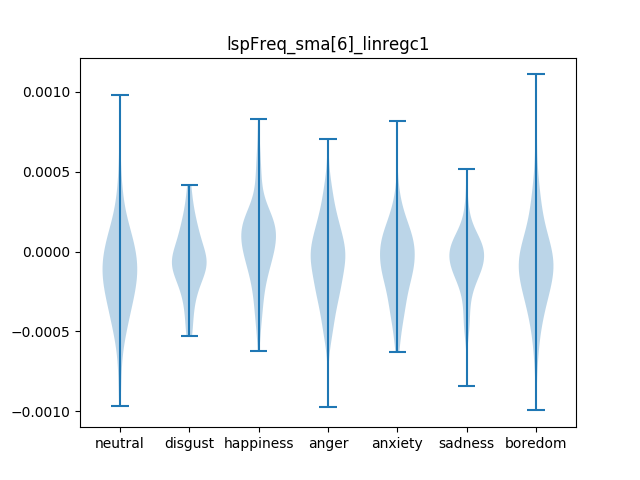 lspFreq_sma[6]_linregc1
0.0010
0.0005
0.0000
−0.0005
−0.0010
neutral disgust happiness anger anxiety sadness boredom